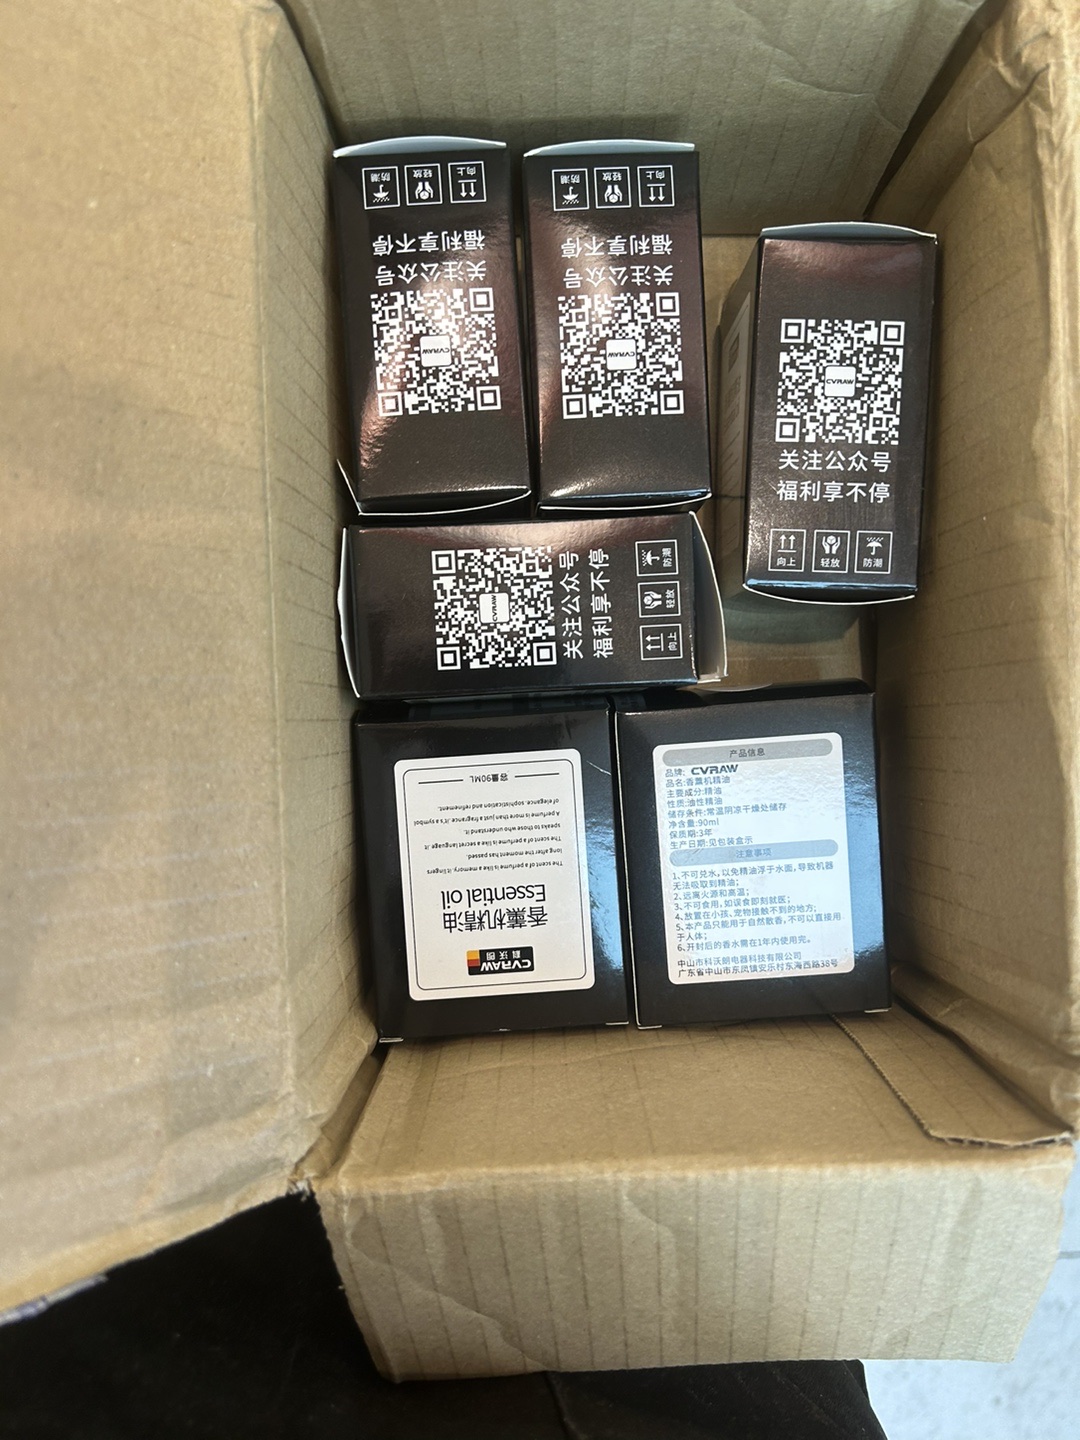 向上 轻放 防潮
关注公众号
福利享不停
CVRAW
向上 轻放 防潮
关注公众号
福利享不停
CVRAW
CVRAW
关注公众号
福利享不停
向上 轻放 防潮
CVRAW
关注公众号
福利享不停
向上 轻放 防潮
CVRAW
科沃朗
香薰机精油
Essential oil
The scent of a perfume is like a memory. it lingers
long after the moment has passed.
The scent of a perfume is like a secret language. it
speaks to those who understand it.
A perfume is more than just a fragrance .it's a symbol
of elegance. sophistication and refinement.
容量90ML
产品信息
品牌: CVRAW
品名:香薰机精油
主要成分:精油
性质:油性精油
储存条件:常温阴凉干燥处储存
净含量:90ml
保质期:3年
生产日期:见包装盒示
注意事项
1、不可兑水,以免精油浮于水面,导致机器
无法吸取到精油;
2、远离火源和高温;
3、不可食用,如误食即刻就医;
4、放置在小孩、宠物接触不到的地方;
5、本产品只能用于自然散香,不可以直接用
于人体;
6、开封后的香水需在1年内使用完。
中山市科沃朗电器科技有限公司
广东省中山市东凤镇安乐村东海西路38号